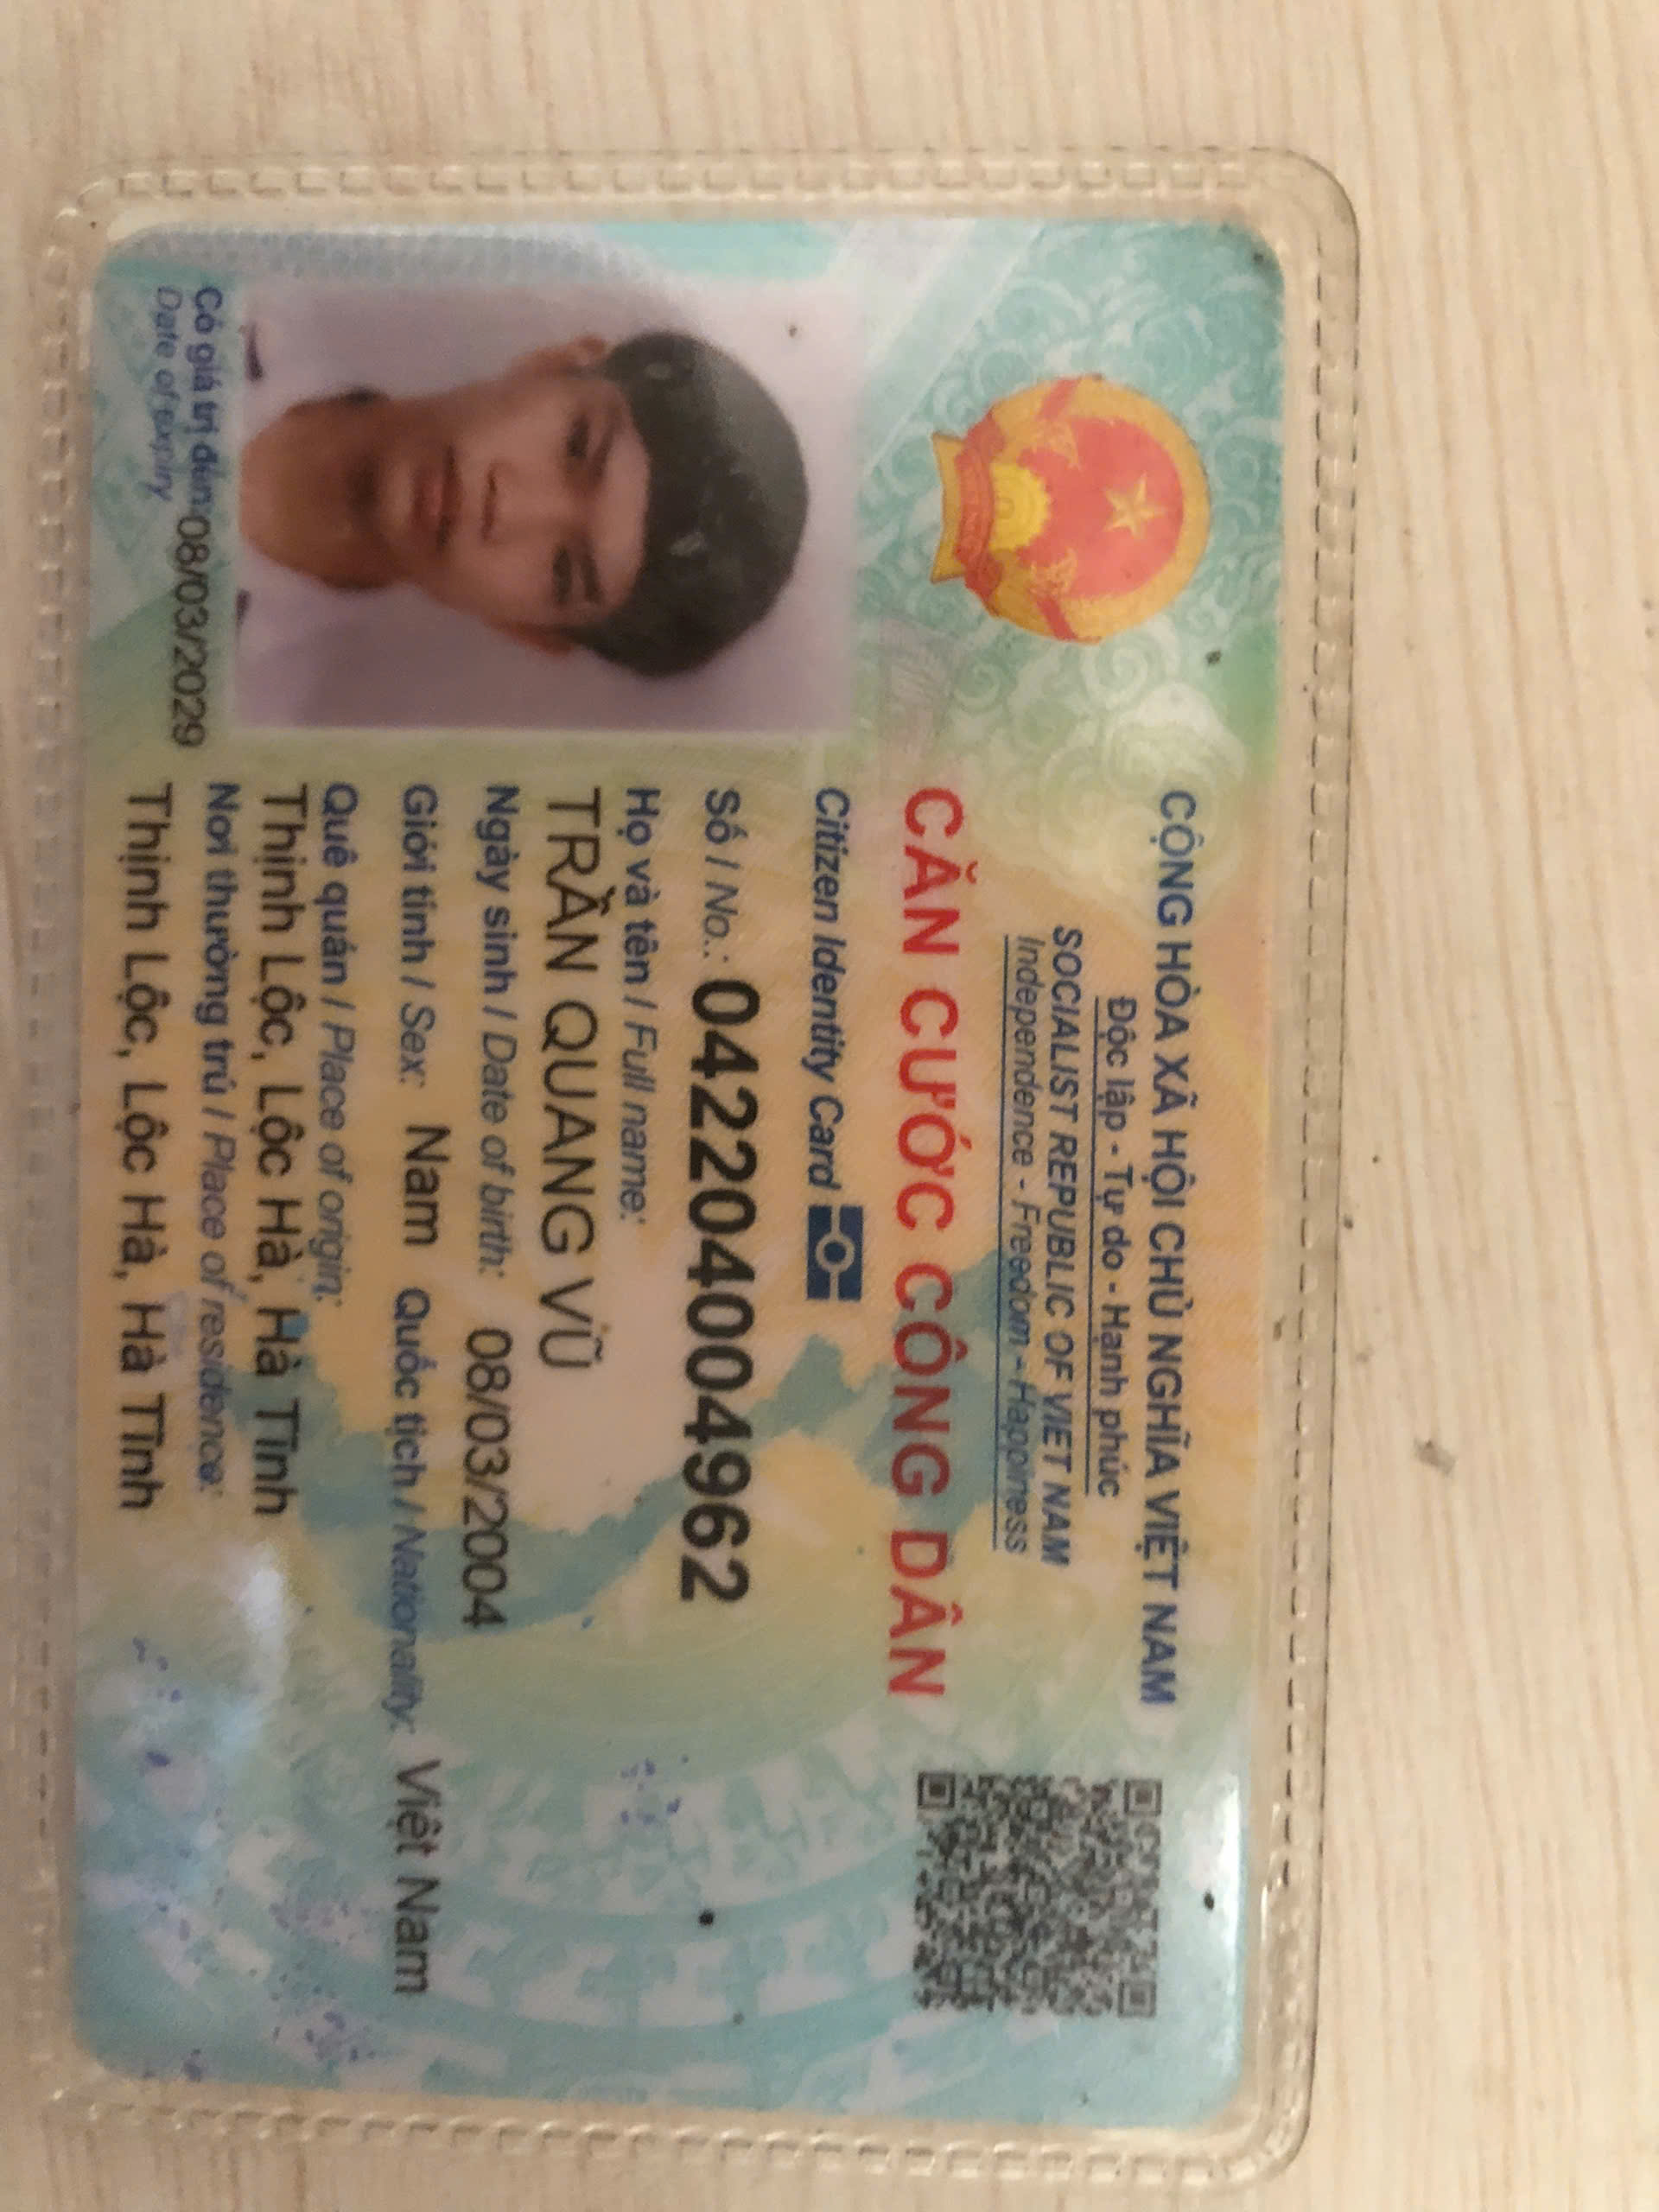 CỘNG HÒA XÃ HỘI CHỦ NGHĨA VIỆT NAM
Độc lập - Tự do - Hạnh phúc
SOCIALIST REPUBLIC OF VIET NAM
Independence - Freedom - Happiness
CĂN CƯỚC CÔNG DÂN
Citizen Identity Card
Số / No.: 042204004962
Họ và tên / Full name:
TRẦN QUANG VŨ
Ngày sinh / Date of birth: 08/03/2004
Giới tính / Sex: Nam Quốc tịch / Nationality: Việt Nam
Quê quán / Place of origin:
Thịnh Lộc, Lộc Hà, Hà Tĩnh
Nơi thường trú / Place of residence:
Thịnh Lộc, Lộc Hà, Hà Tĩnh
Có giá trị đến: 08/03/2029
Date of expiry